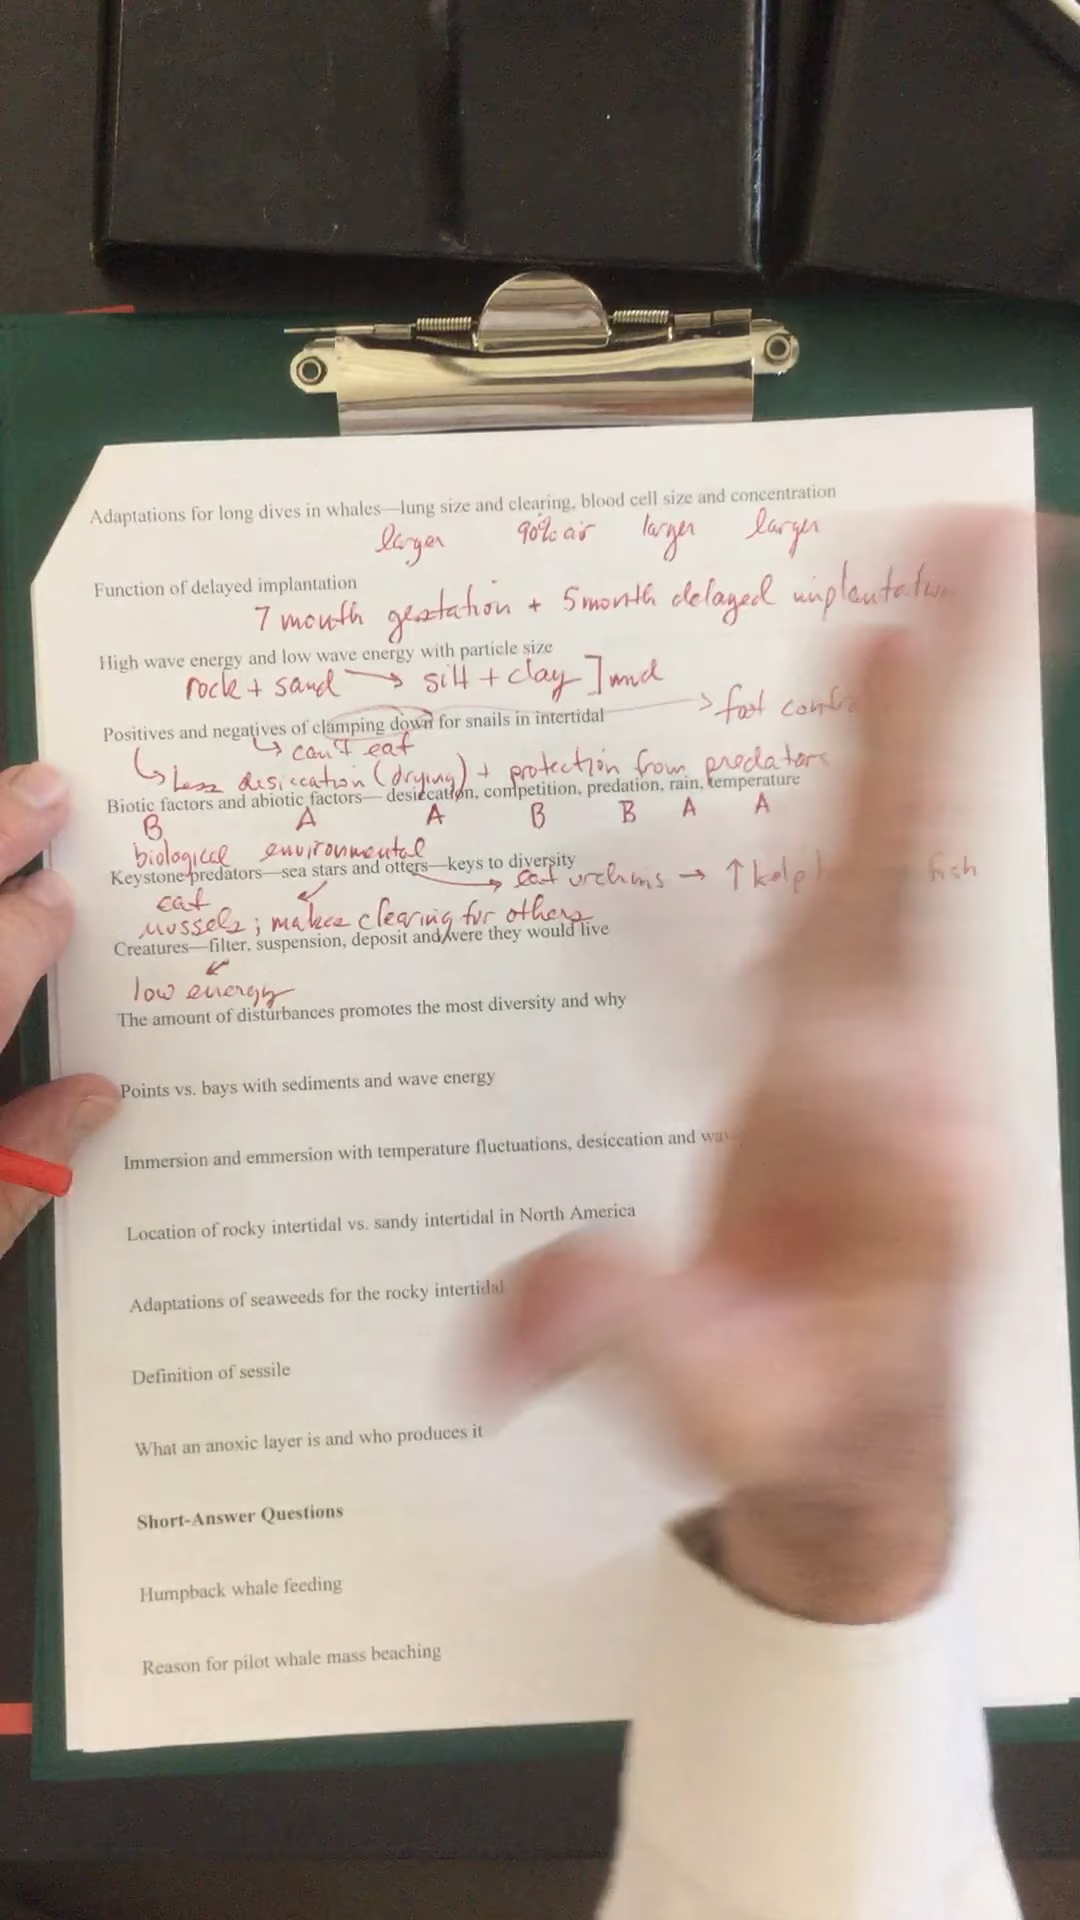 Adaptations for long dives in whales—lung size and clearing, blood cell size and concentration
larger 90% air larger larger
Function of delayed implantation
7 month gestation + 5 month delayed implantation
High wave energy and low wave energy with particle size
rock + sand → silt + clay ] mud
Positives and negatives of clamping down for snails in intertidal → foot
↳ can't eat
↳ Less desiccation (drying) + protection from predators
Biotic factors and abiotic factors— desiccation, competition, predation, rain, temperature
B A A B B A A
biological environmental
Keystone predators—sea stars and otters—keys to diversity
eat → eat urchins → ↑ kelp fish
mussels; makes clearing for others
Creatures—filter, suspension, deposit and were they would live
low energy
The amount of disturbances promotes the most diversity and why
Points vs. bays with sediments and wave energy
Immersion and emmersion with temperature fluctuations, desiccation and
Location of rocky intertidal vs. sandy intertidal in North America
Adaptations of seaweeds for the rocky intertidal
Definition of sessile
What an anoxic layer is and who produces it
Short-Answer Questions
Humpback whale feeding
Reason for pilot whale mass beaching